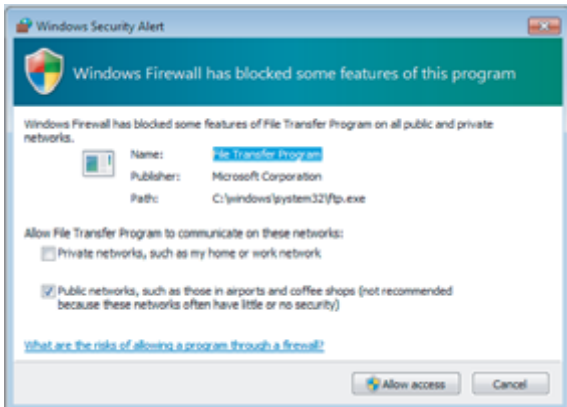 Windows Security Alert
Windows Firewall has blocked some features of this program
Windows Firewall has blocked some features of File Transfer Program on all public and private
networks.
Name: File Transfer Program
Publisher: Microsoft Corporation
Path: C:\windows\system32\ftp.exe
Allow File Transfer Program to communicate on these networks:
Private networks, such as my home or work network
Public networks, such as those in airports and coffee shops (not recommended
because these networks often have little or no security)
What are the risks of allowing a program through a firewall?
Allow access Cancel